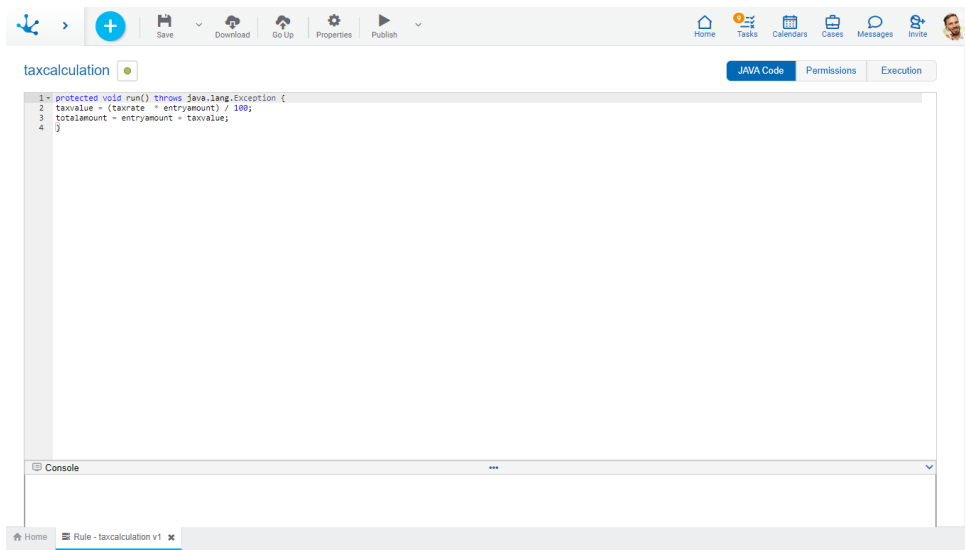 Save
Download
Go Up
Properties
Publish
Home
9
Tasks
Calendars
Cases
Messages
Invite
taxcalculation
JAVA Code
Permissions
Execution
1 protected void run() throws java.lang.Exception {
2 taxvalue = (taxrate  * entryamount) / 100;
3 totalamount = entryamount + taxvalue;
4 }
Console
Home
Rule - taxcalculation v1